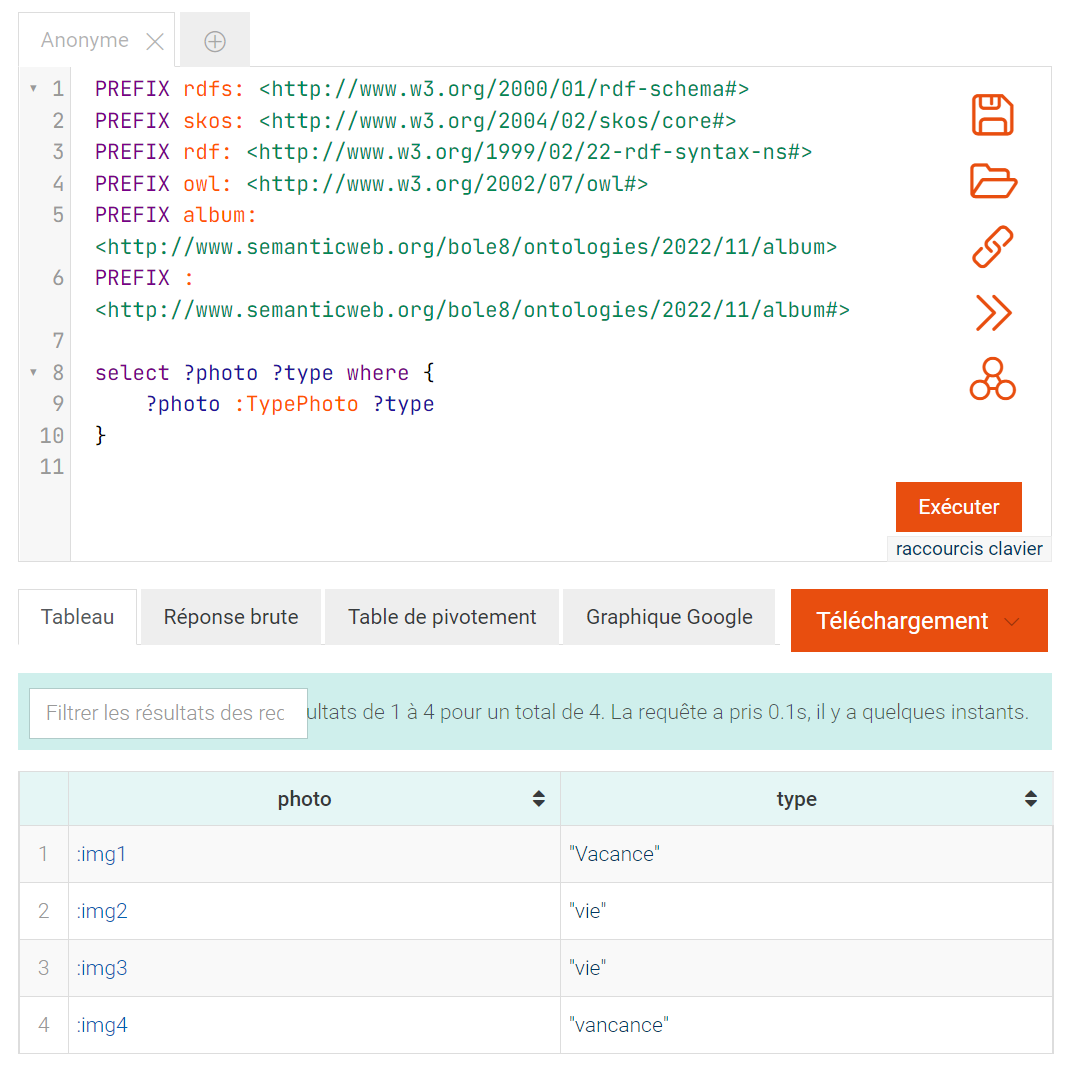 Anonyme
1 PREFIX rdfs: <http://www.w3.org/2000/01/rdf-schema#>
2 PREFIX skos: <http://www.w3.org/2004/02/skos/core#>
3 PREFIX rdf: <http://www.w3.org/1999/02/22-rdf-syntax-ns#>
4 PREFIX owl: <http://www.w3.org/2002/07/owl#>
5 PREFIX album:
<http://www.semanticweb.org/bole8/ontologies/2022/11/album>
6 PREFIX :
<http://www.semanticweb.org/bole8/ontologies/2022/11/album#>
7
8 select ?photo ?type where {
9 ?photo :TypePhoto ?type
10 }
11
Exécuter
raccourcis clavier
Tableau Réponse brute Table de pivotement Graphique Google Téléchargement
Filtrer les résultats des rec ultats de 1 à 4 pour un total de 4. La requête a pris 0.1s, il y a quelques instants.
photo type
1 :img1 "Vacance"
2 :img2 "vie"
3 :img3 "vie"
4 :img4 "vancance"